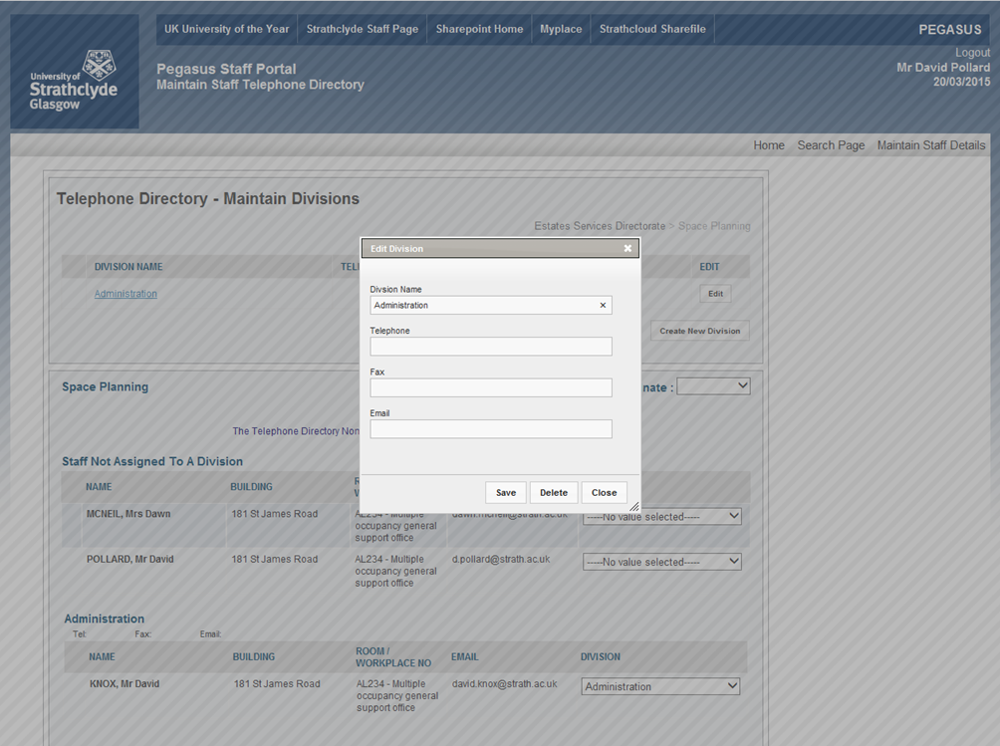 UK University of the Year
Strathclyde Staff Page
Sharepoint Home
Myplace
Strathcloud Sharefile
PEGASUS
Logout
Mr David Pollard
20/03/2015
University of
Strathclyde
Glasgow
Pegasus Staff Portal
Maintain Staff Telephone Directory
Home
Search Page
Maintain Staff Details
Telephone Directory - Maintain Divisions
Estates Services Directorate > Space Planning
DIVISION NAME
TEL
EDIT
Administration
Edit
Create New Division
Edit Division
Divsion Name
Administration
Telephone
Fax
Email
Save
Delete
Close
Space Planning
nate :
The Telephone Directory Nom
Staff Not Assigned To A Division
NAME
BUILDING
MCNEIL, Mrs Dawn
181 St James Road
AL234 - Multiple
occupancy general
support office
dawn.mcneil@strath.ac.uk
-----No value selected-----
POLLARD, Mr David
181 St James Road
AL234 - Multiple
occupancy general
support office
d.pollard@strath.ac.uk
-----No value selected-----
Administration
Tel:
Fax:
Email:
NAME
BUILDING
ROOM /
WORKPLACE NO
EMAIL
DIVISION
KNOX, Mr David
181 St James Road
AL234 - Multiple
occupancy general
support office
david.knox@strath.ac.uk
Administration